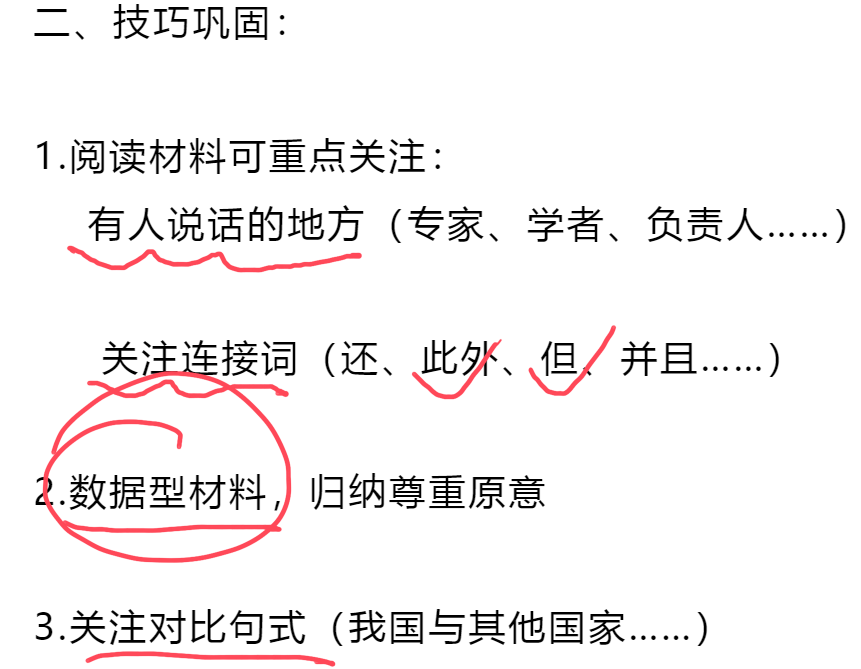 二、技巧巩固：
1.阅读材料可重点关注：
有人说话的地方（专家、学者、负责人……）
关注连接词（还、此外、但、并且……）
2.数据型材料，归纳尊重原意
3.关注对比句式（我国与其他国家……）